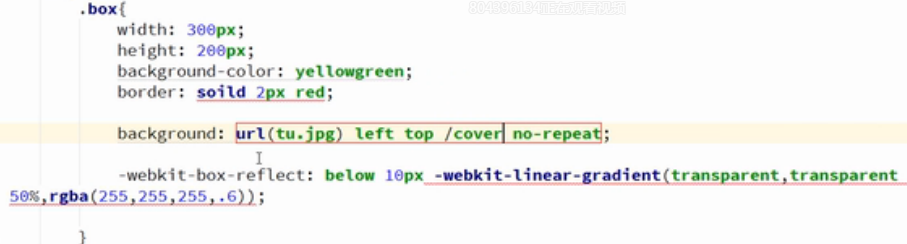 .box{
width: 300px;
height: 200px;
background-color: yellowgreen;
border: soild 2px red;
background: url(tu.jpg) left top /cover no-repeat;
-webkit-box-reflect: below 10px -webkit-linear-gradient(transparent,transparent
50%,rgba(255,255,255,.6));
}